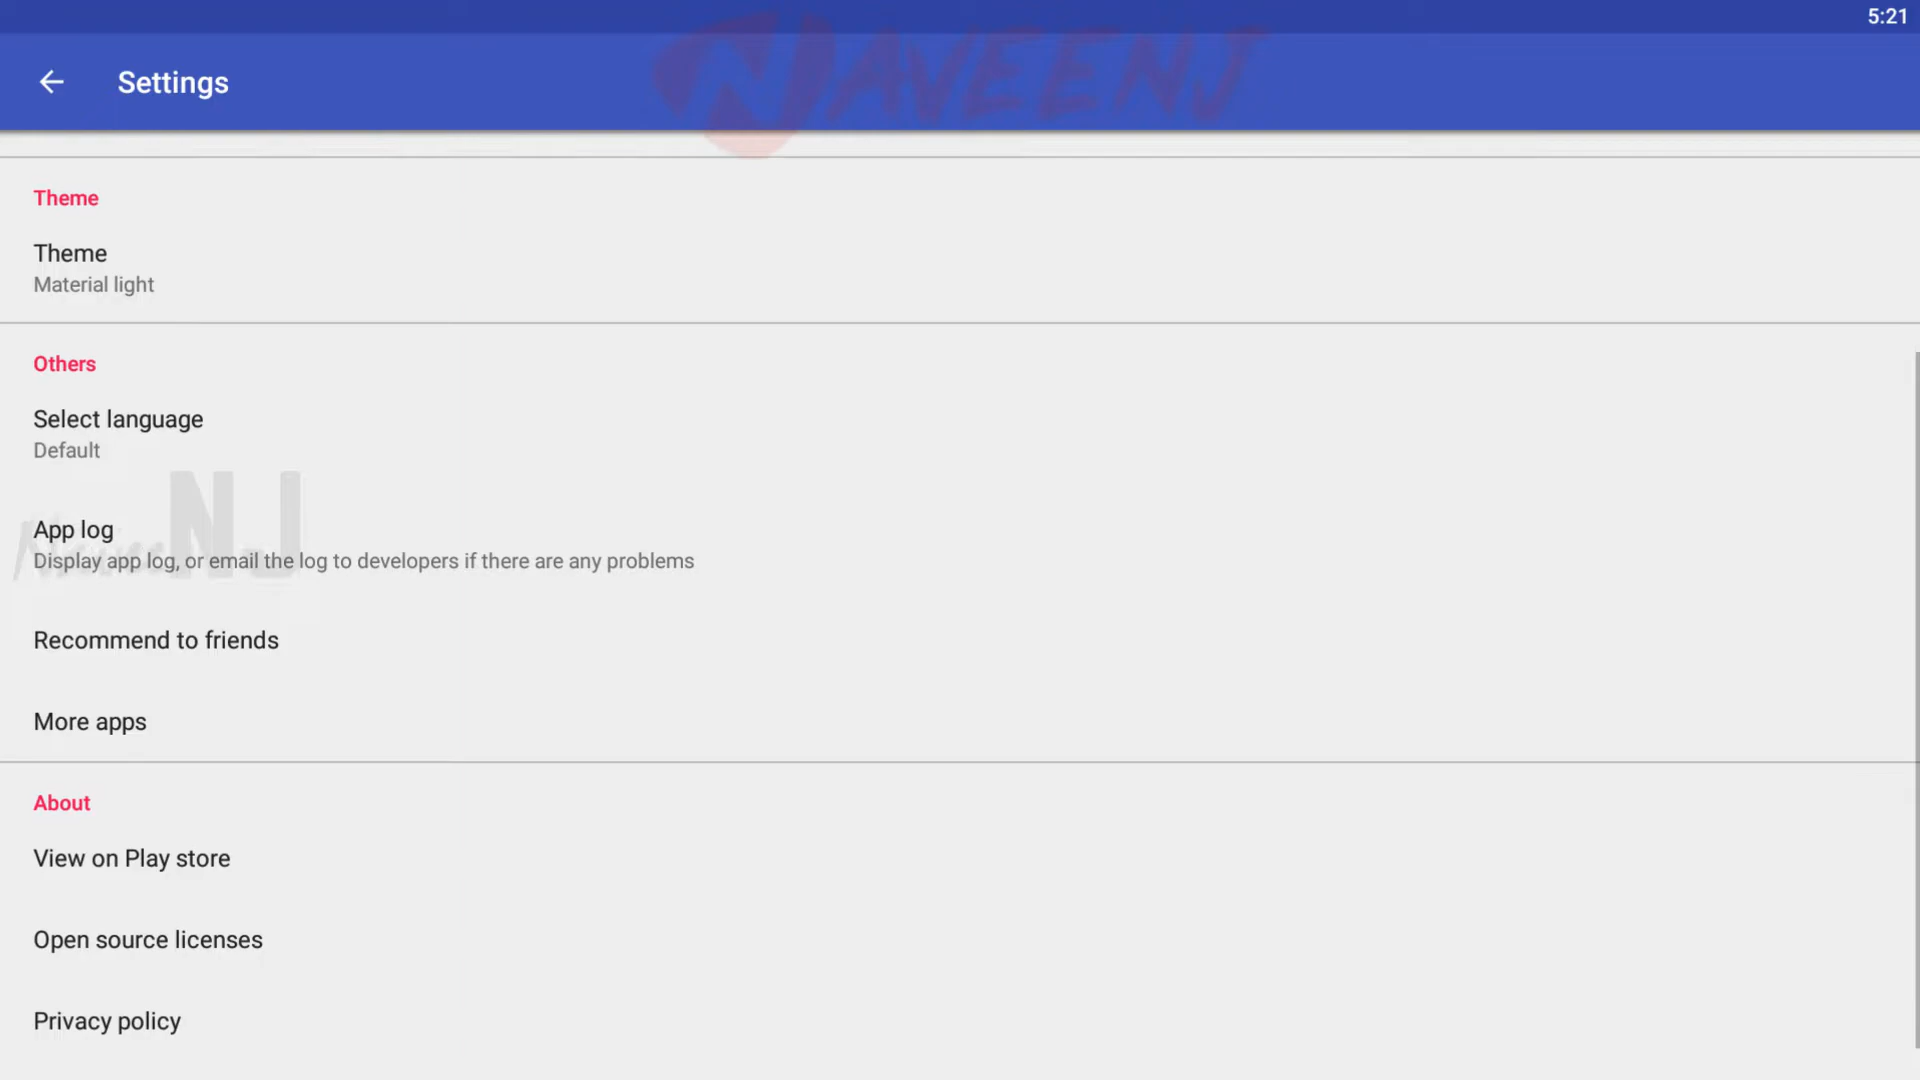 5:21
Settings
NAVEENJ
Theme
Theme
Material light
Others
Select language
Default
NJ
App log
Display app log, or email the log to developers if there are any problems
Recommend to friends
More apps
About
View on Play store
Open source licenses
Privacy policy